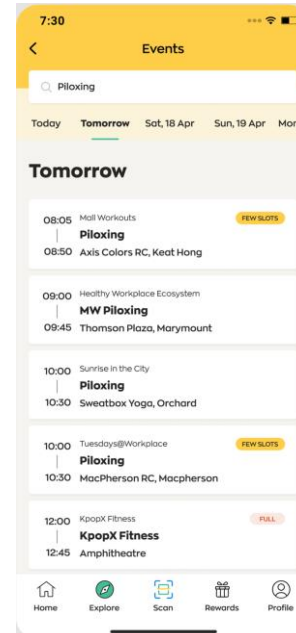 7:30
Events
Piloxing
Today Tomorrow Sat, 18 Apr Sun, 19 Apr Mon
Tomorrow
08:05 Mall Workouts FEW SLOTS
Piloxing
08:50 Axis Colors RC, Keat Hong
09:00 Healthy Workplace Ecosystem
MW Piloxing
09:45 Thomson Plaza, Marymount
10:00 Sunrise in the City
Piloxing
10:30 Sweatbox Yoga, Orchard
10:00 Tuesdays@Workplace FEW SLOTS
Piloxing
10:30 MacPherson RC, Macpherson
12:00 KpopX Fitness FULL
KpopX Fitness
12:45 Amphitheatre
Home Explore Scan Rewards Profile